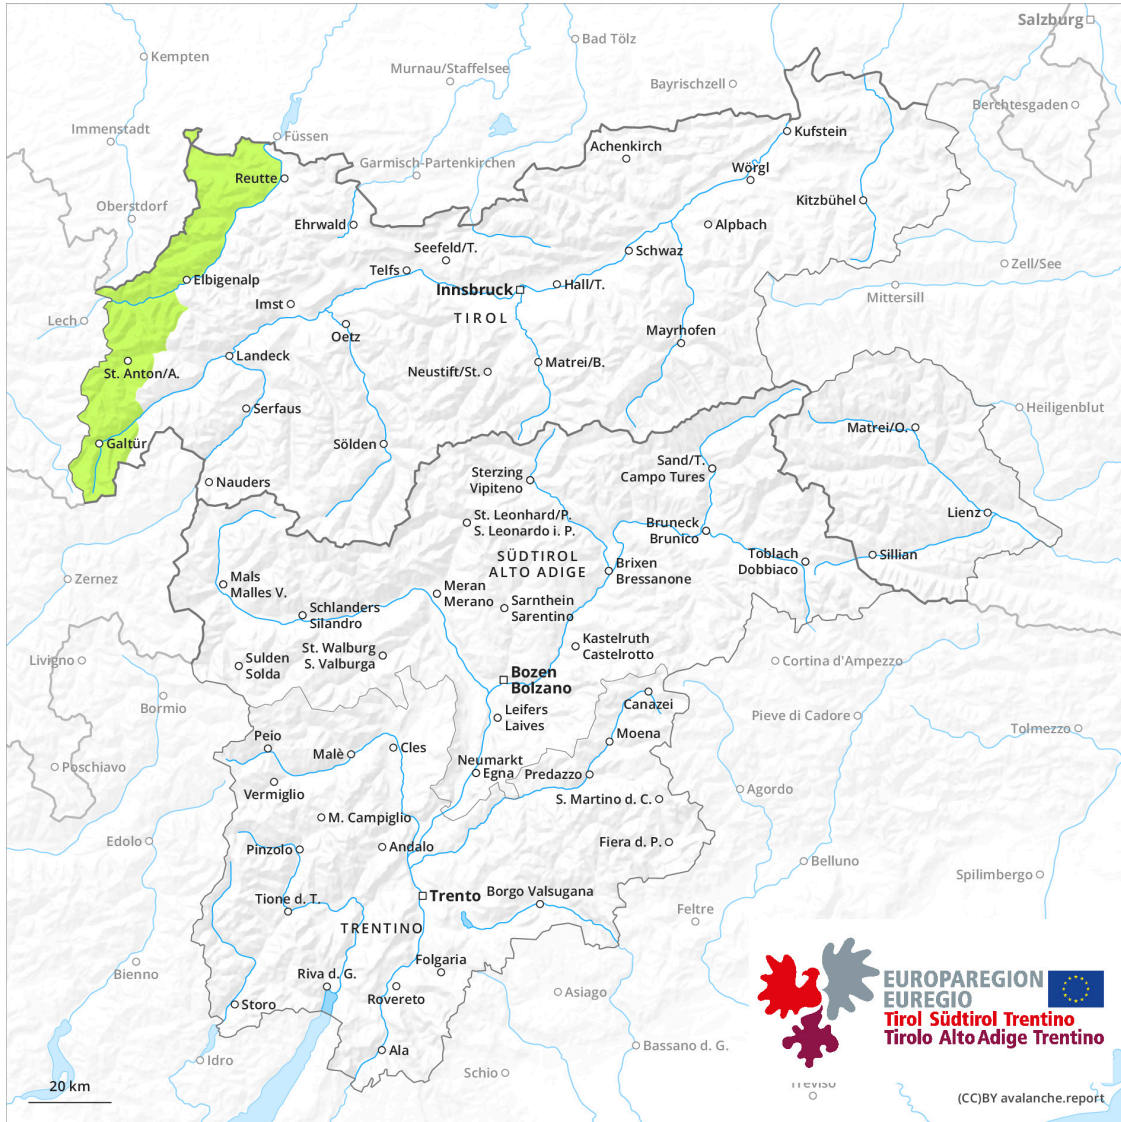 Salzburg
Kempten
Bad Tölz
Murnau/Staffelsee
Bayrischzell
Berchtesgaden
Immenstadt
Füssen
Kufstein
Achenkirch
Garmisch-Partenkirchen
Wörgl
Reutte
Kitzbühel
Oberstdorf
Ehrwald
Alpbach
Seefeld/T.
Schwaz
Zell/See
Telfs
Elbigenalp
Innsbruck
Hall/T.
Mittersill
Imst
Lech
TIROL
Oetz
Mayrhofen
Landeck
Matrei/B.
St. Anton/A.
Neustift/St.
Serfaus
Heiligenblut
Matrei/O.
Galtür
Sölden
Sand/T.
Campo Tures
Sterzing
Vipiteno
Nauders
St. Leonhard/P.
S. Leonardo i. P.
Lienz
Bruneck
Brunico
SÜDTIROL
ALTO ADIGE
Toblach
Dobbiaco
Sillian
Brixen
Bressanone
Zernez
Mals
Malles V.
Meran
Merano
Sarnthein
Sarentino
Schlanders
Silandro
Kastelruth
Castelrotto
St. Walburg
S. Valburga
Livigno
Sulden
Solda
Cortina d'Ampezzo
Bozen
Bolzano
Bormio
Canazei
Leifers
Laives
Pieve di Cadore
Tolmezzo
Moena
Peio
Malè
Cles
Neumarkt
Egna
Predazzo
Poschiavo
Vermiglio
Agordo
S. Martino d. C.
M. Campiglio
Edolo
Pinzolo
Andalo
Fiera d. P.
Belluno
Spilimbergo
Trento
Borgo Valsugana
Tione d. T.
Feltre
TRENTINO
Folgaria
Bienno
Riva d. G.
Rovereto
Asiago
Storo
EUROPAREGION
EUREGIO
Tirol Südtirol Trentino
Tirolo Alto Adige Trentino
Ala
Bassano d. G.
Idro
Schio
20 km
Treviso
(CC)BY avalanche.report